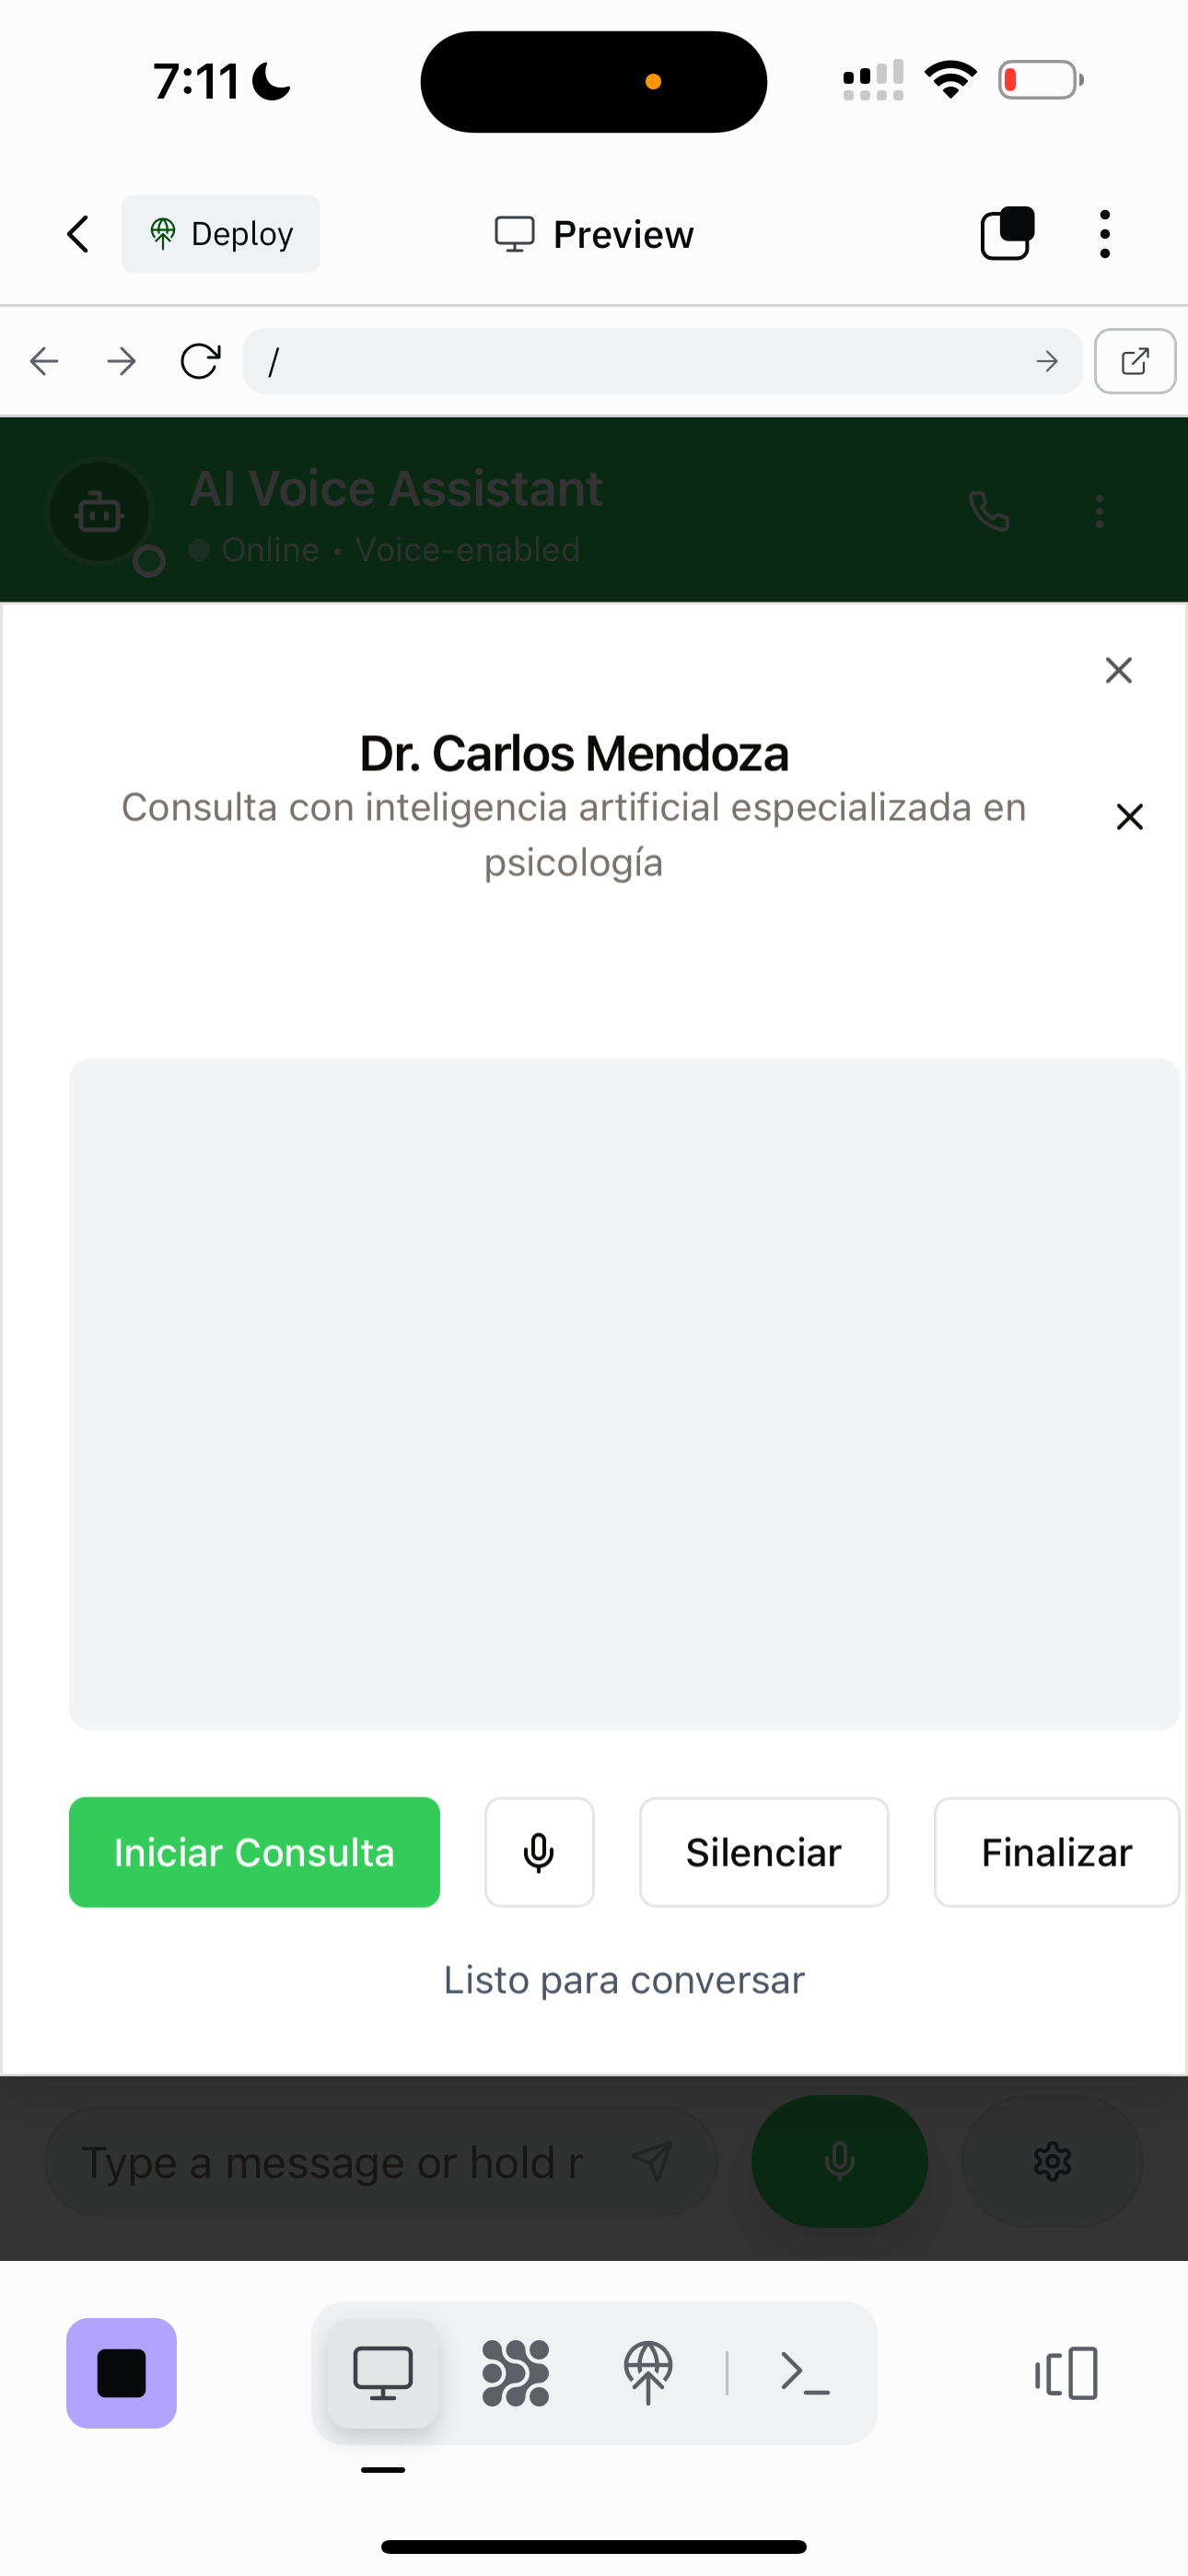 7:11
Deploy
Preview
/
AI Voice Assistant
Online • Voice-enabled
Dr. Carlos Mendoza
Consulta con inteligencia artificial especializada en
psicología
Iniciar Consulta
Silenciar
Finalizar
Listo para conversar
Type a message or hold r